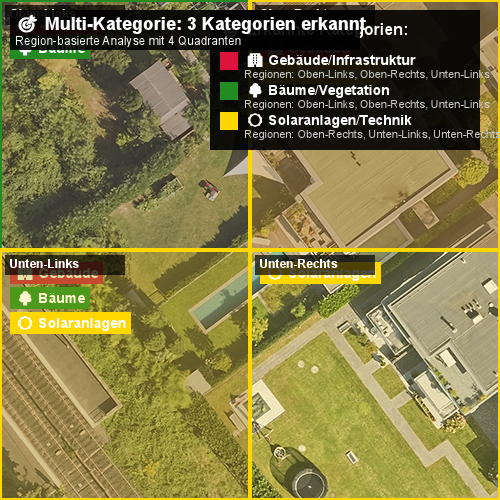 Multi-Kategorie: 3 Kategorien erkannt
Region-basierte Analyse mit 4 Quadranten
Bäume
Gebäude/Infrastruktur
Regionen: Oben-Links, Oben-Rechts, Unten-Links
Bäume/Vegetation
Regionen: Oben-Links, Oben-Rechts, Unten-Links
Solaranlagen/Technik
Regionen: Oben-Rechts, Unten-Links, Unten-Rechts
Unten-Links
Gebäude
Bäume
Solaranlagen
Unten-Rechts
Solaranlagen